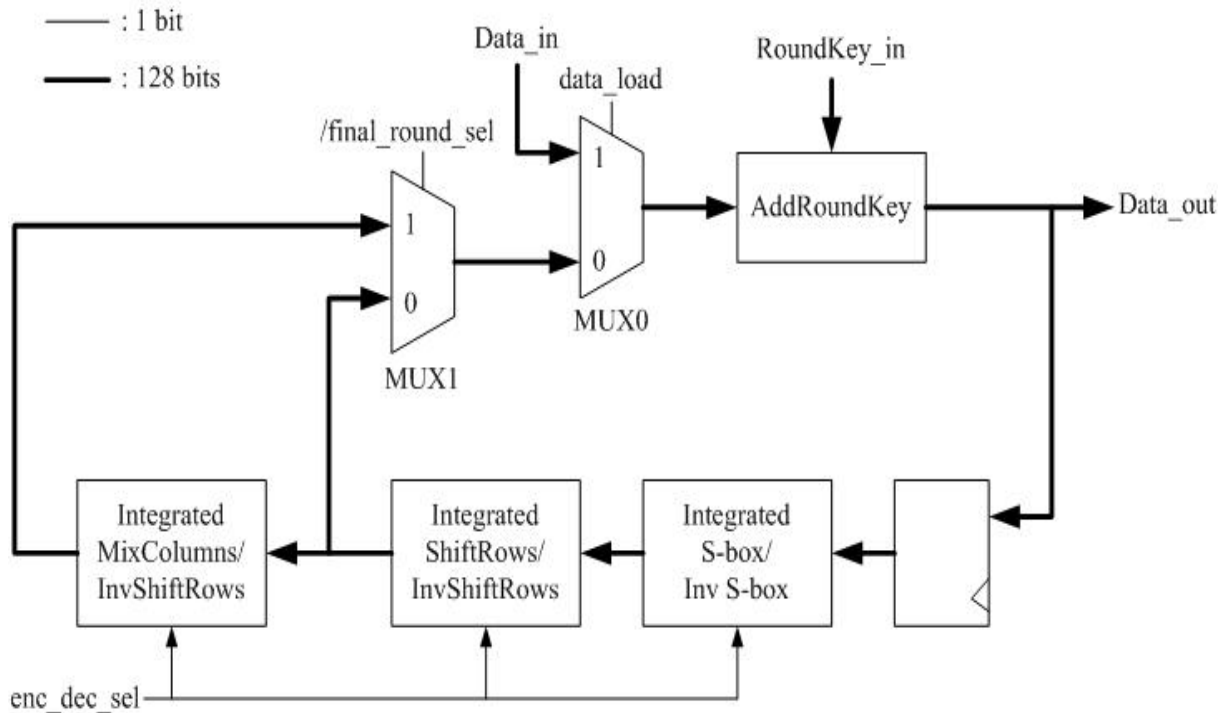 : 1 bit
: 128 bits
Data_in
RoundKey_in
data_load
/final_round_sel
1
0
MUX0
1
0
MUX1
AddRoundKey
Data_out
Integrated
MixColumns/
InvShiftRows
Integrated
ShiftRows/
InvShiftRows
Integrated
S-box/
Inv S-box
enc_dec_sel